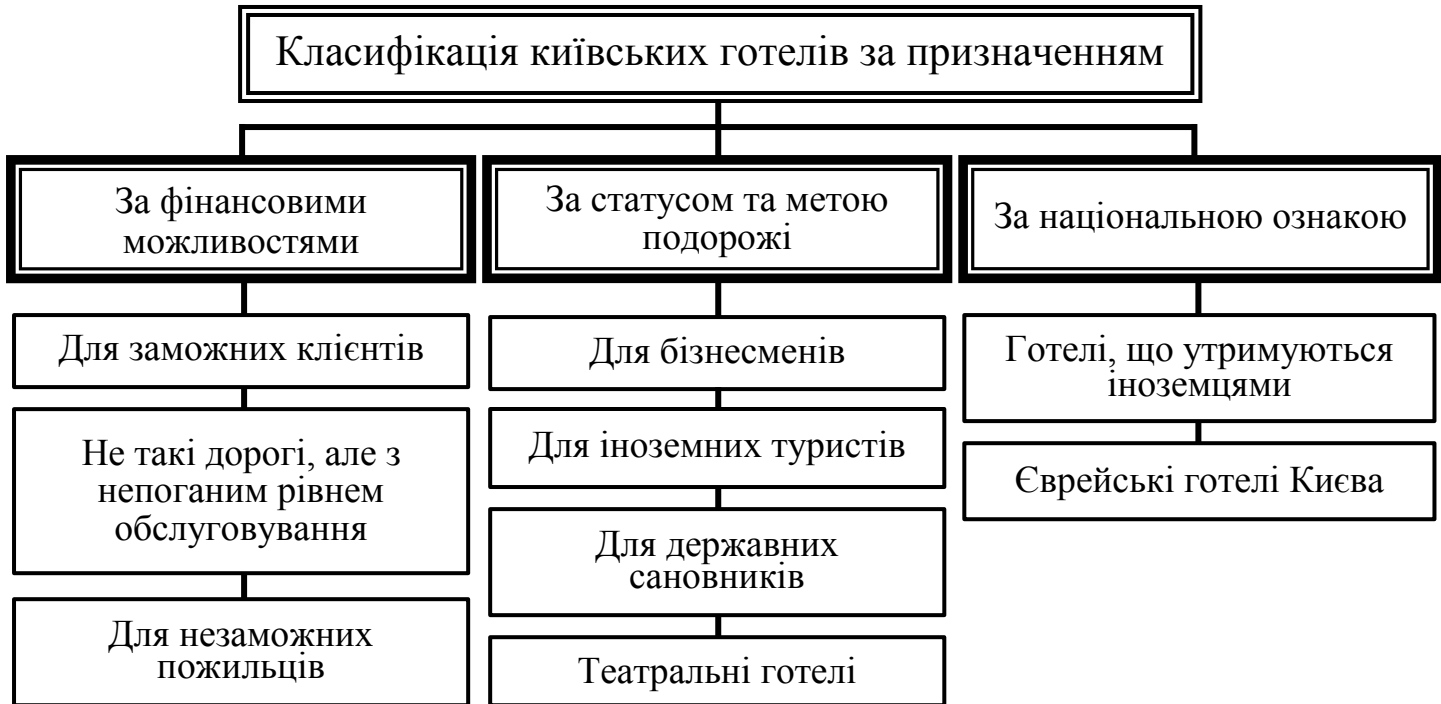 Класифікація київських готелів за призначенням
За фінансовими
можливостями
Для заможних клієнтів
Не такі дорогі, але з
непоганим рівнем
обслуговування
Для незаможних
пожильців
За статусом та метою
подорожі
Для бізнесменів
Для іноземних туристів
Для державних
сановників
Театральні готелі
За національною ознакою
Готелі, що утримуються
іноземцями
Єврейські готелі Києва